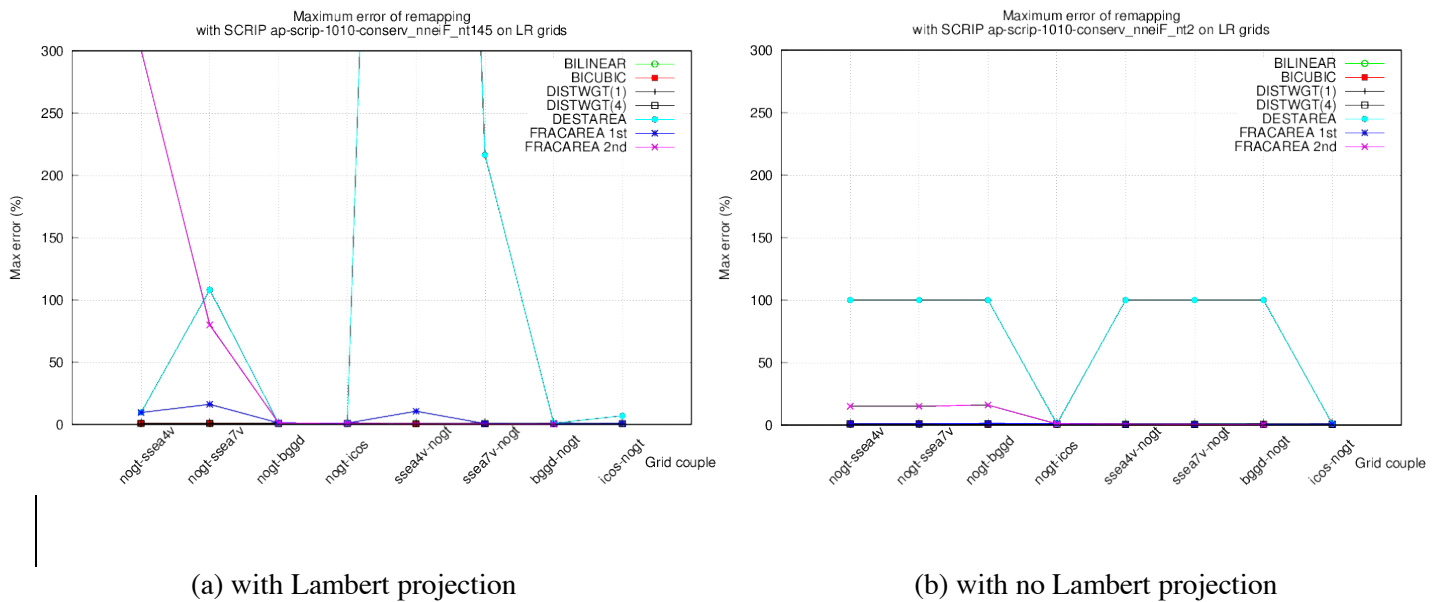 Maximum error of remapping
with SCRIP ap-scrip-1010-conserv_nneiF_nt145 on LR grids
300
250
200
150
100
50
0
Max error (%)
BILINEAR
BICUBIC
DISTWGT(1)
DISTWGT(4)
DESTAREA
FRACAREA 1st
FRACAREA 2nd
nogt-ssea4v
nogt-ssea7v
nogt-bggd
nogt-icos
ssea4v-nogt
ssea7v-nogt
bggd-nogt
icos-nogt
Grid couple
(a) with Lambert projection
Maximum error of remapping
with SCRIP ap-scrip-1010-conserv_nneiF_nt2 on LR grids
300
250
200
150
100
50
0
Max error (%)
BILINEAR
BICUBIC
DISTWGT(1)
DISTWGT(4)
DESTAREA
FRACAREA 1st
FRACAREA 2nd
nogt-ssea4v
nogt-ssea7v
nogt-bggd
nogt-icos
ssea4v-nogt
ssea7v-nogt
bggd-nogt
icos-nogt
Grid couple
(b) with no Lambert projection